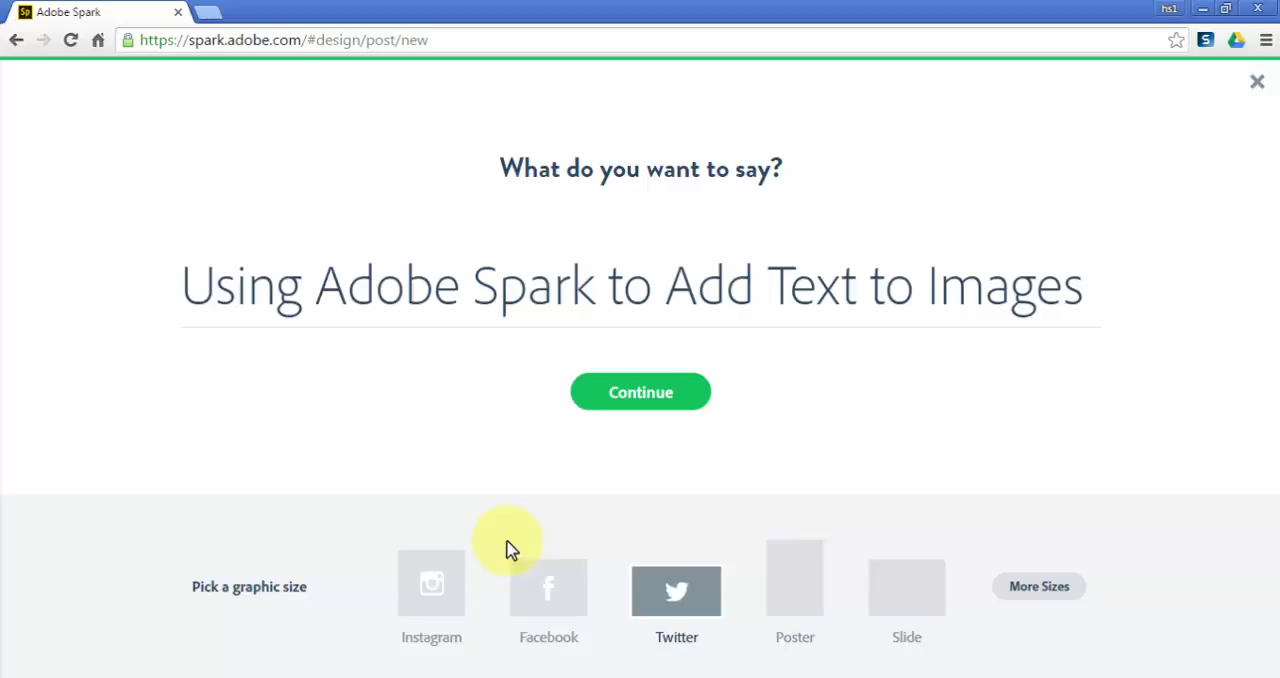 Sp Adobe Spark
hs1
https://spark.adobe.com/#design/post/new
S
What do you want to say?
Using Adobe Spark to Add Text to Images
Continue
Pick a graphic size
f
More Sizes
Instagram
Facebook
Twitter
Poster
Slide